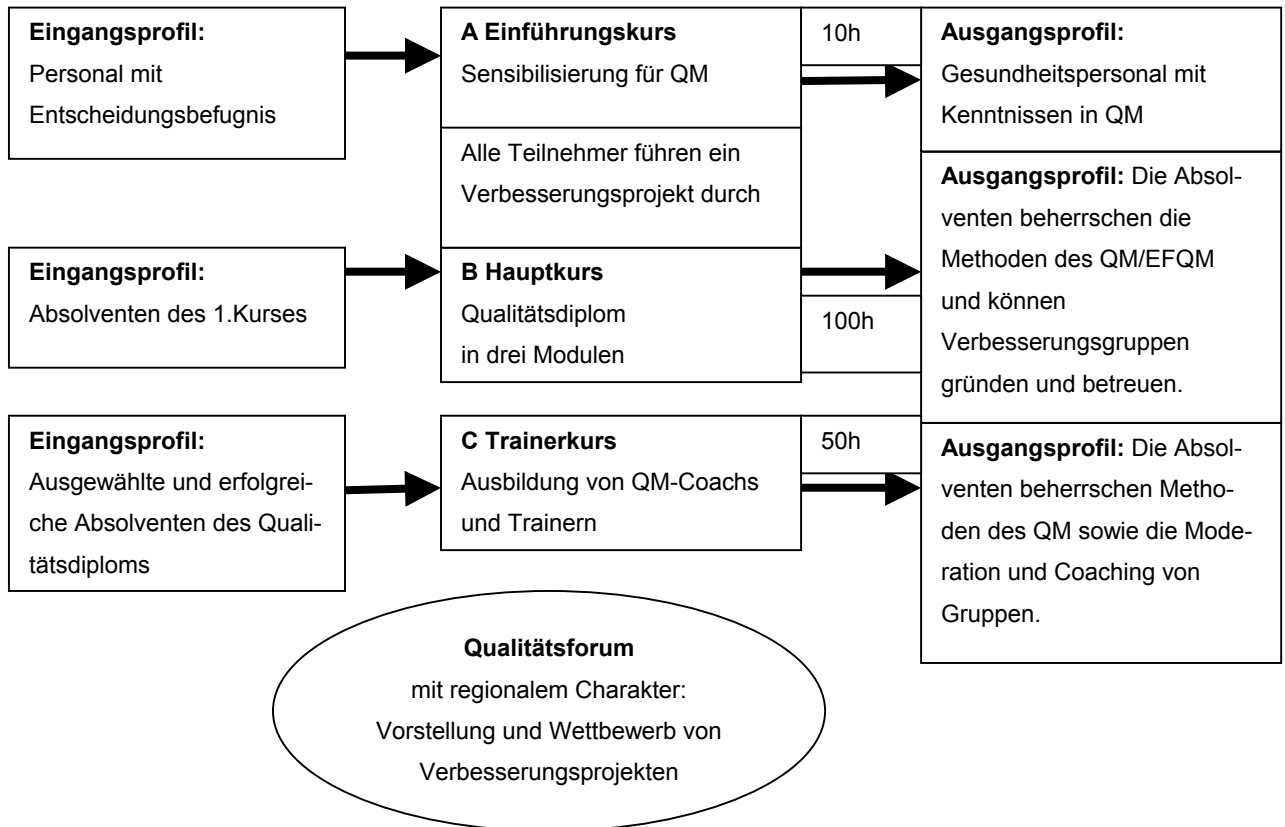 Eingangsprofil:
Personal mit
Entscheidungsbefugnis
A Einführungskurs
Sensibilisierung für QM
10h
Ausgangsprofil:
Gesundheitspersonal mit
Kenntnissen in QM
Alle Teilnehmer führen ein
Verbesserungsprojekt durch
Eingangsprofil:
Absolventen des 1.Kurses
B Hauptkurs
Qualitätsdiplom
in drei Modulen
100h
Ausgangsprofil: Die Absol-
venten beherrschen die
Methoden des QM/EFQM
und können
Verbesserungsgruppen
gründen und betreuen.
Eingangsprofil:
Ausgewählte und erfolgrei-
che Absolventen des Quali-
tätsdiploms
C Trainerkurs
Ausbildung von QM-Coachs
und Trainern
50h
Ausgangsprofil: Die Absol-
venten beherrschen Metho-
den des QM sowie die Mode-
ration und Coaching von
Gruppen.
Qualitätsforum
mit regionalem Charakter:
Vorstellung und Wettbewerb von
Verbesserungsprojekten